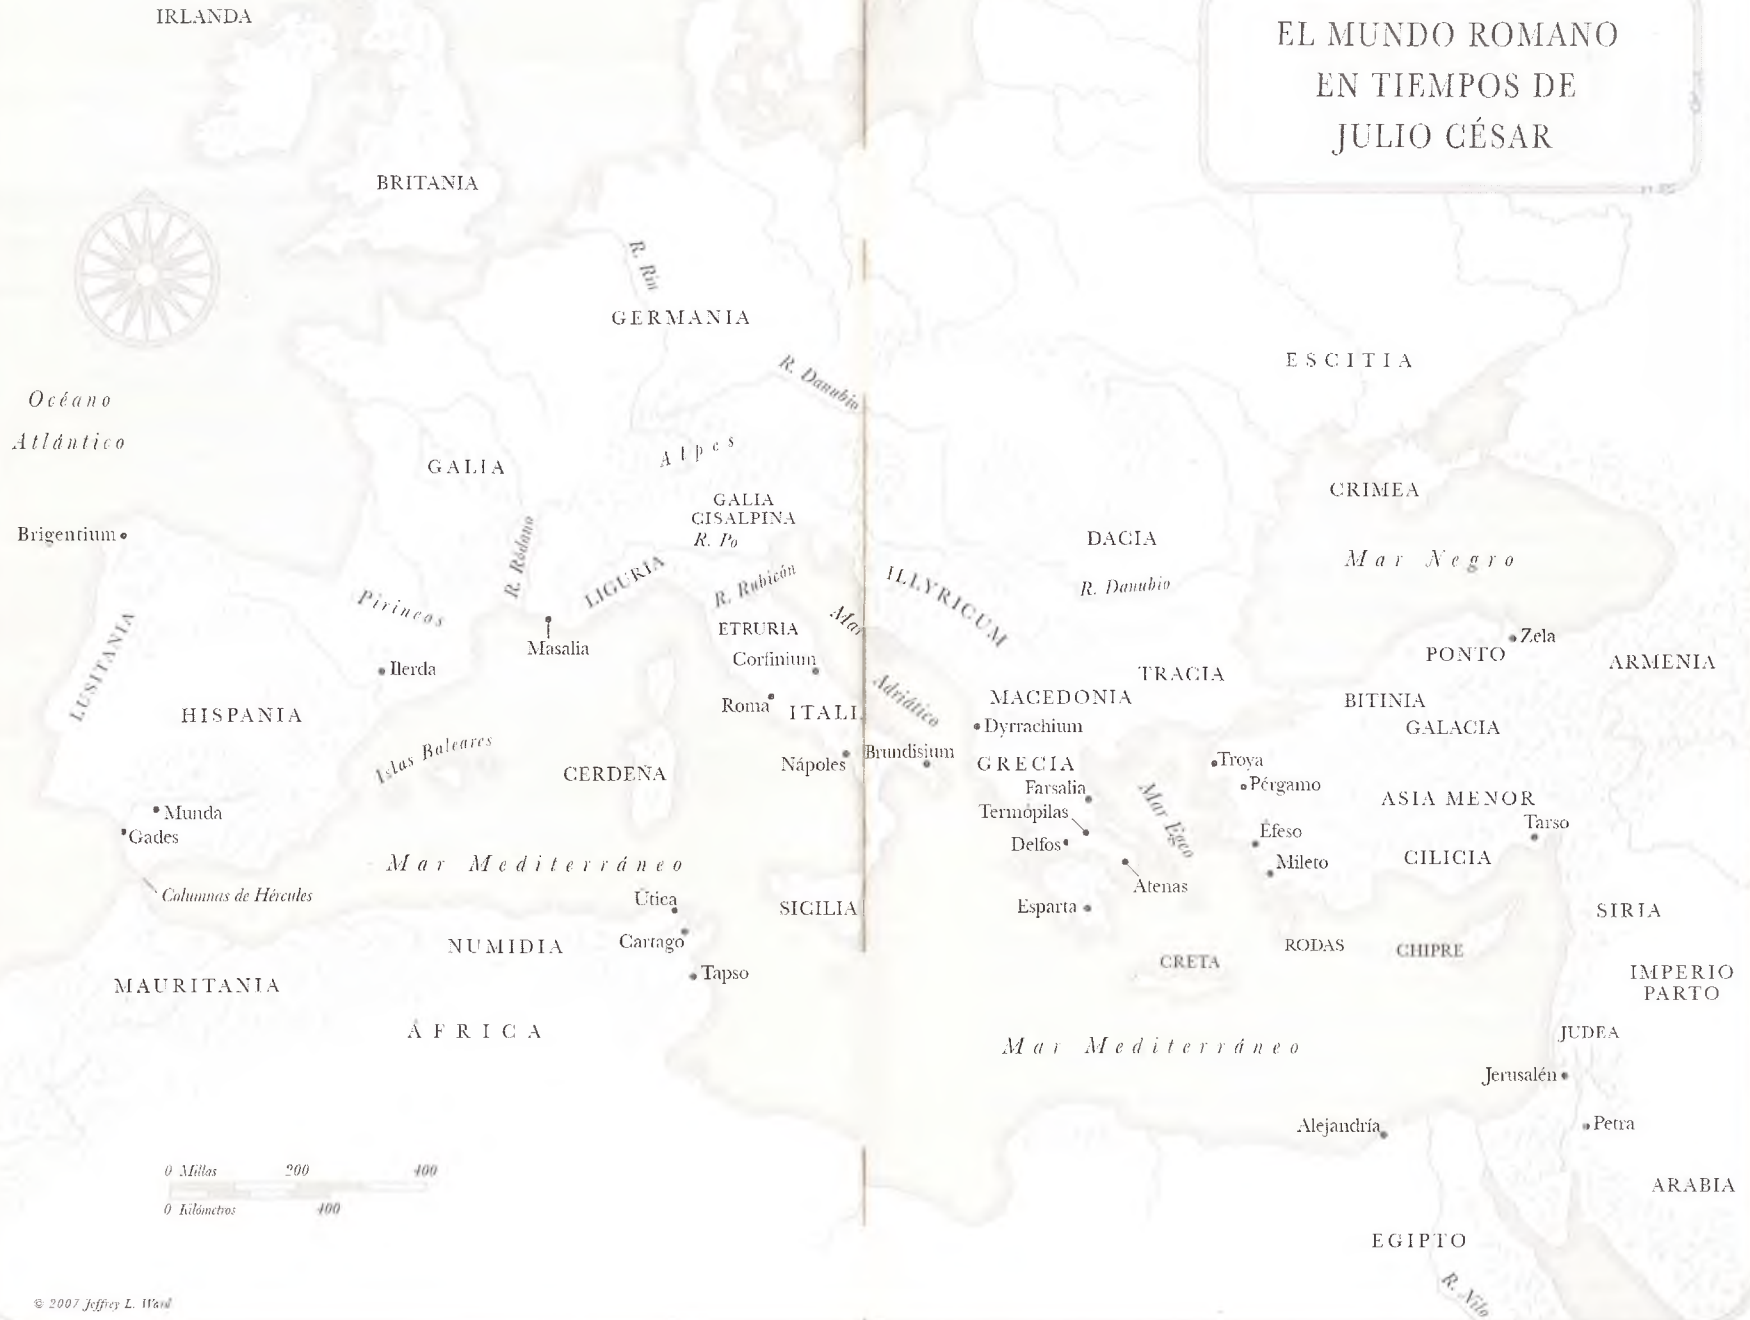 IRLANDA
EL MUNDO ROMANO
EN TIEMPOS DE
JULIO CÉSAR
BRITANIA
R. Rin
GERMANIA
R. Danubio
ESCITIA
Océano
Atlántico
Alpes
GALIA
GALIA
CISALPINA
R. Po
CRIMEA
Brigentium
R. Ródano
LIGURIA
R. Rubicón
ILLYRICUM
DACIA
R. Danubio
Mar Negro
Pirineos
LUSITANIA
Masalia
ETRURIA
Mar
Adriático
Corfinium
Zela
PONTO
ARMENIA
Ilerda
TRACIA
MACEDONIA
BITINIA
GALACIA
HISPANIA
Roma
ITALI
Dyrrachium
Islas Baleares
CERDEÑA
Nápoles
Brundisium
GRECIA
Troya
Pérgamo
Farsalia
Mar Egeo
ASIA MENOR
Munda
Gades
Termópilas
Delfos
Éfeso
Tarso
Mileto
CILICIA
Mar Mediterráneo
Atenas
Columnas de Hércules
Útica
SICILIA
Esparta
SIRIA
NUMIDIA
Cartago
RODAS
CHIPRE
CRETA
Tapso
IMPERIO
PARTO
MAURITANIA
ÁFRICA
JUDEA
Mar Mediterráneo
Jerusalén
Alejandría
Petra
0 Millas 200 400
0 Kilómetros 400
ARABIA
EGIPTO
R. Nilo
© 2007 Jeffrey L. Ward